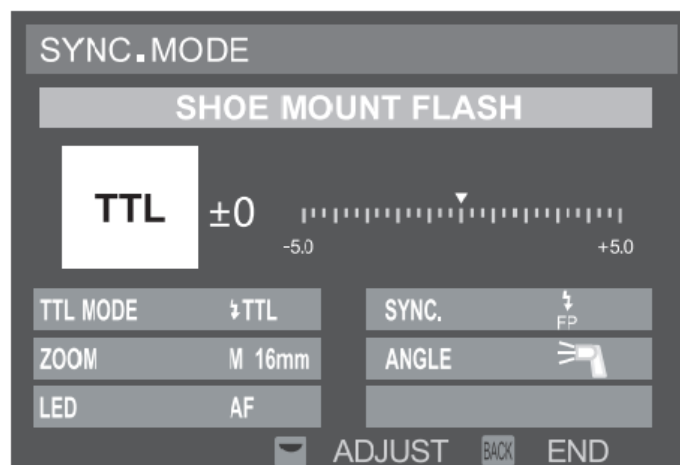 SYNC.MODE
SHOE MOUNT FLASH
TTL ±0
-5.0 +5.0
TTL MODE ⚡TTL SYNC. ⚡FP
ZOOM M 16mm ANGLE
LED AF
ADJUST BACK END